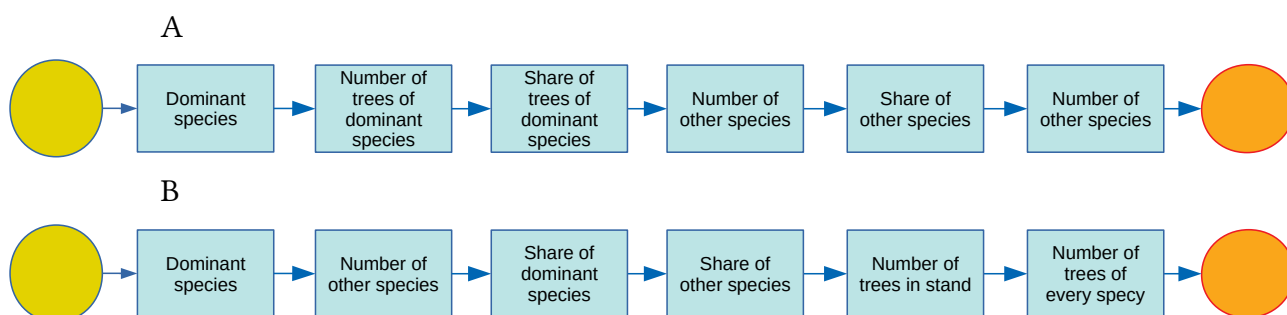 A
Dominant
species
Number of
trees of
dominant
species
Share of
trees of
dominant
species
Number of
other species
Share of
other species
Number of
other species
B
Dominant
species
Number of
other species
Share of
dominant
species
Share of
other species
Number of
trees in stand
Number of
trees of
every specy